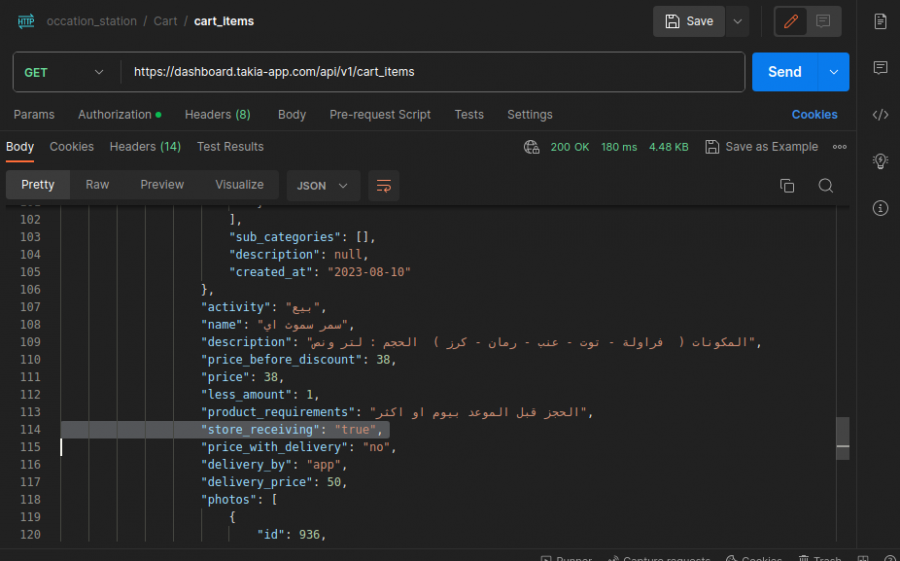 occation_station / Cart / cart_items
Save
GET https://dashboard.takia-app.com/api/v1/cart_items Send
Params Authorization Headers (8) Body Pre-request Script Tests Settings Cookies
Body Cookies Headers (14) Test Results 200 OK 180 ms 4.48 KB Save as Example
Pretty Raw Preview Visualize JSON
102 ],
103 "sub_categories": [],
104 "description": null,
105 "created_at": "2023-08-10"
106 },
107 "activity": "بيع",
108 "name": "سمر سموث اي",
109 "description": "المكونات ( فراولة - توت - عنب - رمان - كرز ) الحجم : لتر ونص",
110 "price_before_discount": 38,
111 "price": 38,
112 "less_amount": 1,
113 "product_requirements": "الحجز قبل الموعد بيوم او اكثر",
114 "store_receiving": "true",
115 "price_with_delivery": "no",
116 "delivery_by": "app",
117 "delivery_price": 50,
118 "photos": [
119 {
120 "id": 936,
Runner Capture requests Cookies Trash